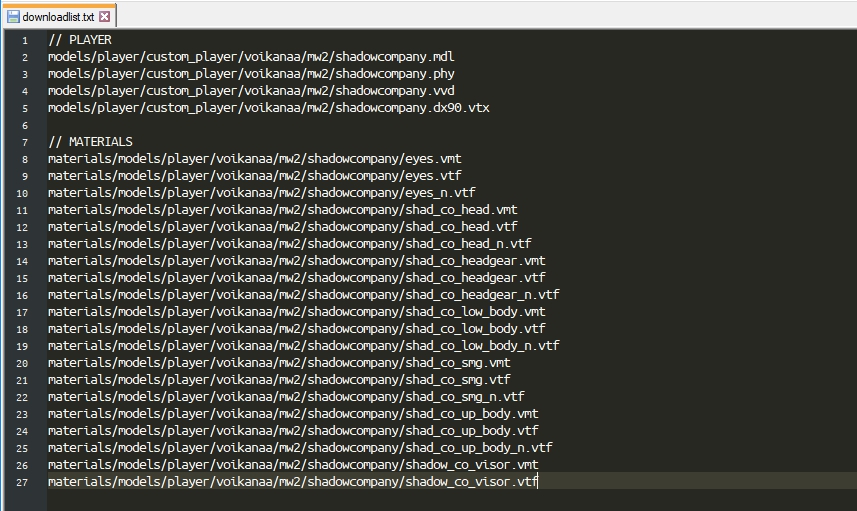 downloadlist.txt
1 // PLAYER
2 models/player/custom_player/voikanaa/mw2/shadowcompany.mdl
3 models/player/custom_player/voikanaa/mw2/shadowcompany.phy
4 models/player/custom_player/voikanaa/mw2/shadowcompany.vvd
5 models/player/custom_player/voikanaa/mw2/shadowcompany.dx90.vtx
6
7 // MATERIALS
8 materials/models/player/voikanaa/mw2/shadowcompany/eyes.vmt
9 materials/models/player/voikanaa/mw2/shadowcompany/eyes.vtf
10 materials/models/player/voikanaa/mw2/shadowcompany/eyes_n.vtf
11 materials/models/player/voikanaa/mw2/shadowcompany/shad_co_head.vmt
12 materials/models/player/voikanaa/mw2/shadowcompany/shad_co_head.vtf
13 materials/models/player/voikanaa/mw2/shadowcompany/shad_co_head_n.vtf
14 materials/models/player/voikanaa/mw2/shadowcompany/shad_co_headgear.vmt
15 materials/models/player/voikanaa/mw2/shadowcompany/shad_co_headgear.vtf
16 materials/models/player/voikanaa/mw2/shadowcompany/shad_co_headgear_n.vtf
17 materials/models/player/voikanaa/mw2/shadowcompany/shad_co_low_body.vmt
18 materials/models/player/voikanaa/mw2/shadowcompany/shad_co_low_body.vtf
19 materials/models/player/voikanaa/mw2/shadowcompany/shad_co_low_body_n.vtf
20 materials/models/player/voikanaa/mw2/shadowcompany/shad_co_smg.vmt
21 materials/models/player/voikanaa/mw2/shadowcompany/shad_co_smg.vtf
22 materials/models/player/voikanaa/mw2/shadowcompany/shad_co_smg_n.vtf
23 materials/models/player/voikanaa/mw2/shadowcompany/shad_co_up_body.vmt
24 materials/models/player/voikanaa/mw2/shadowcompany/shad_co_up_body.vtf
25 materials/models/player/voikanaa/mw2/shadowcompany/shad_co_up_body_n.vtf
26 materials/models/player/voikanaa/mw2/shadowcompany/shadow_co_visor.vmt
27 materials/models/player/voikanaa/mw2/shadowcompany/shadow_co_visor.vtf